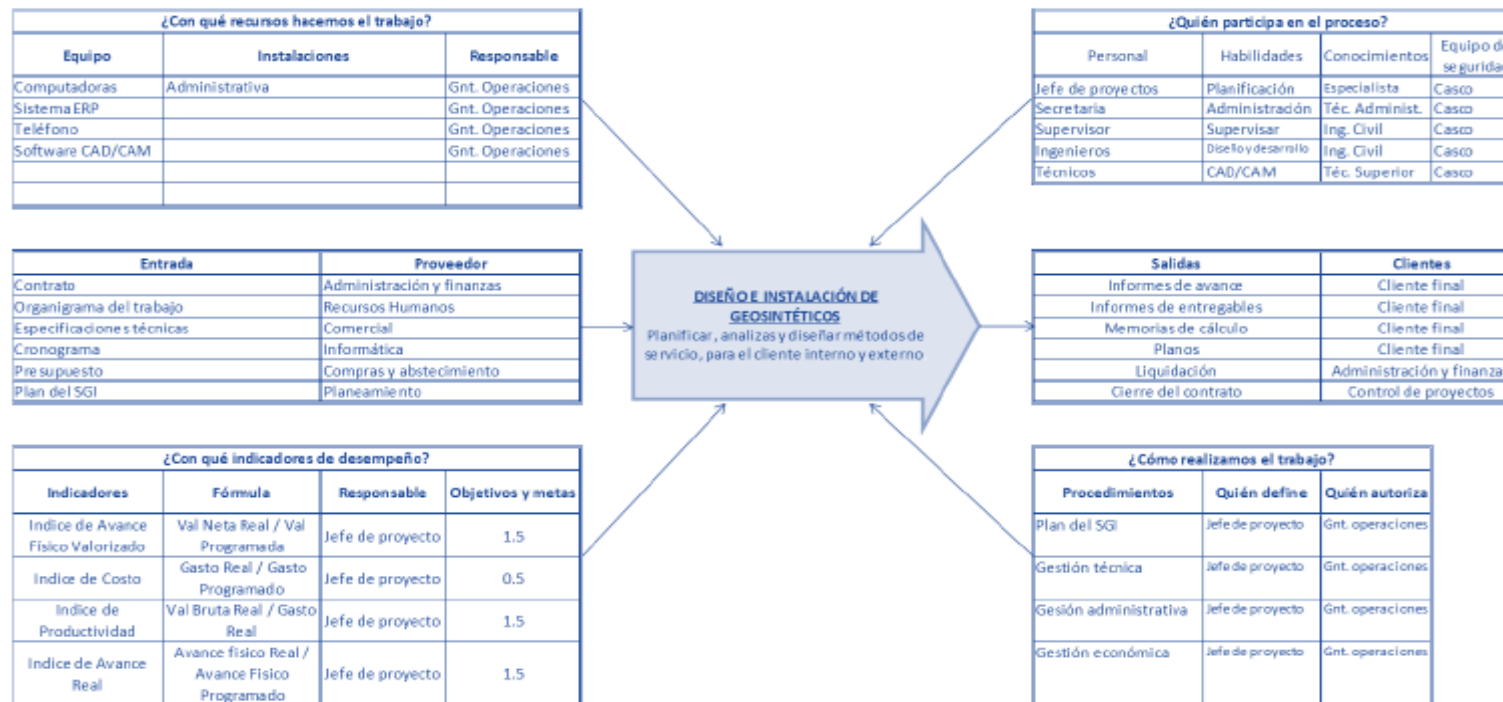 ¿Con qué recursos hacemos el trabajo?
Equipo Instalaciones Responsable
Computadoras Administrativa Gnt. Operaciones
Sistema ERP Gnt. Operaciones
Teléfono Gnt. Operaciones
Software CAD/CAM Gnt. Operaciones
¿Quién participa en el proceso?
Personal Habilidades Conocimientos Equipo de
seguridad
Jefe de proyectos Planificación Especialista Casco
Secretaria Administración Téc. Administ. Casco
Supervisor Supervisar Ing. Civil Casco
Ingenieros Diseño y desarrollo Ing. Civil Casco
Técnicos CAD/CAM Téc. Superior Casco
Entrada Proveedor
Contrato Administración y finanzas
Organigrama del trabajo Recursos Humanos
Especificaciones técnicas Comercial
Cronograma Informática
Presupuesto Compras y abstecimiento
Plan del SGI Planeamiento
DISEÑO E INSTALACIÓN DE
GEOSINTÉTICOS
Planificar, analizas y diseñar métodos de
servicio, para el cliente interno y externo
Salidas Clientes
Informes de avance Cliente final
Informes de entregables Cliente final
Memorias de cálculo Cliente final
Planos Cliente final
Liquidación Administración y finanza
Cierre del contrato Control de proyectos
¿Con qué indicadores de desempeño?
Indicadores Fórmula Responsable Objetivos y metas
Indice de Avance
Físico Valorizado Val Neta Real / Val
Programada Jefe de proyecto 1.5
Indice de Costo Gasto Real / Gasto
Programado Jefe de proyecto 0.5
Indice de
Productividad Val Bruta Real / Gasto
Real Jefe de proyecto 1.5
Indice de Avance
Real Avance fisico Real /
Avance Fisico
Programado Jefe de proyecto 1.5
¿Cómo realizamos el trabajo?
Procedimientos Quién define Quién autoriza
Plan del SGI Jefe de proyecto Gnt. operaciones
Gestión técnica Jefe de proyecto Gnt. operaciones
Gesión administrativa Jefe de proyecto Gnt. operaciones
Gestión económica Jefe de proyecto Gnt. operaciones